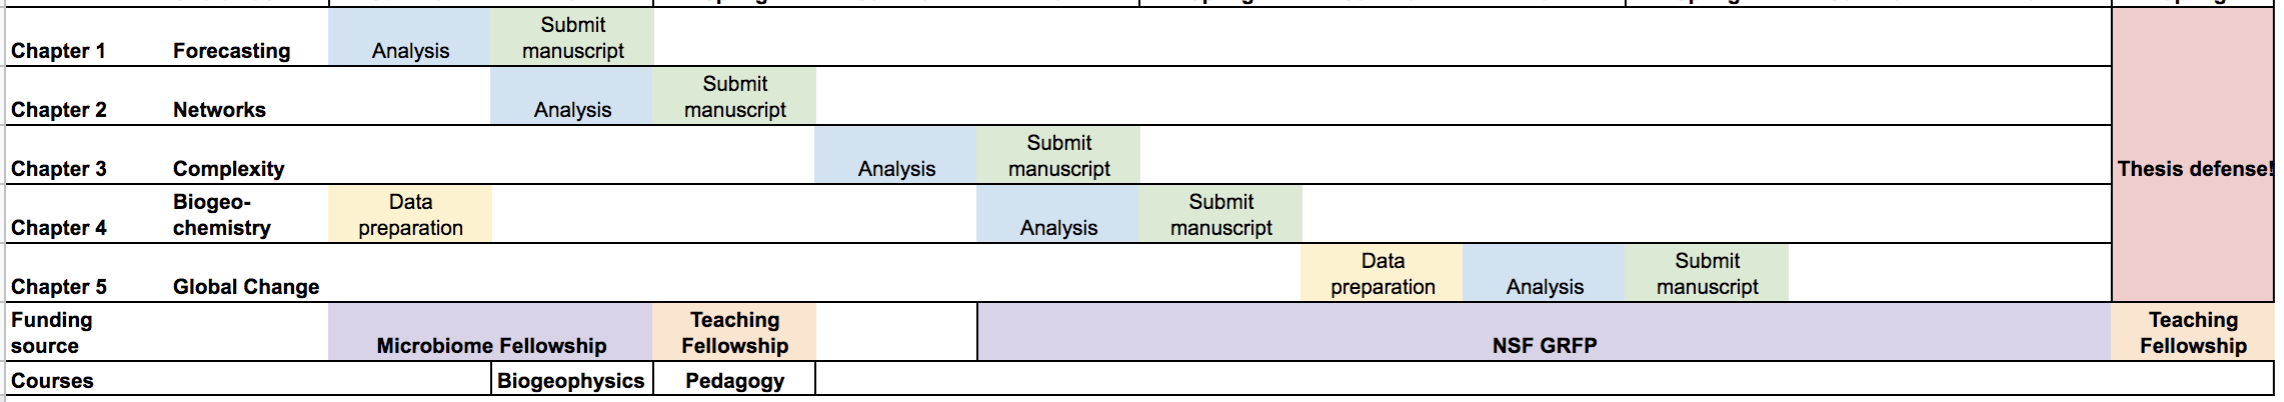 Submit
Chapter 1 Forecasting Analysis manuscript
Submit
Chapter 2 Networks Analysis manuscript
Submit
Chapter 3 Complexity Analysis manuscript Thesis defense!
Biogeo- Data Submit
Chapter 4 chemistry preparation Analysis manuscript
Data Submit
Chapter 5 Global Change preparation Analysis manuscript
Funding Teaching Teaching
source Microbiome Fellowship Fellowship NSF GRFP Fellowship
Courses Biogeophysics Pedagogy